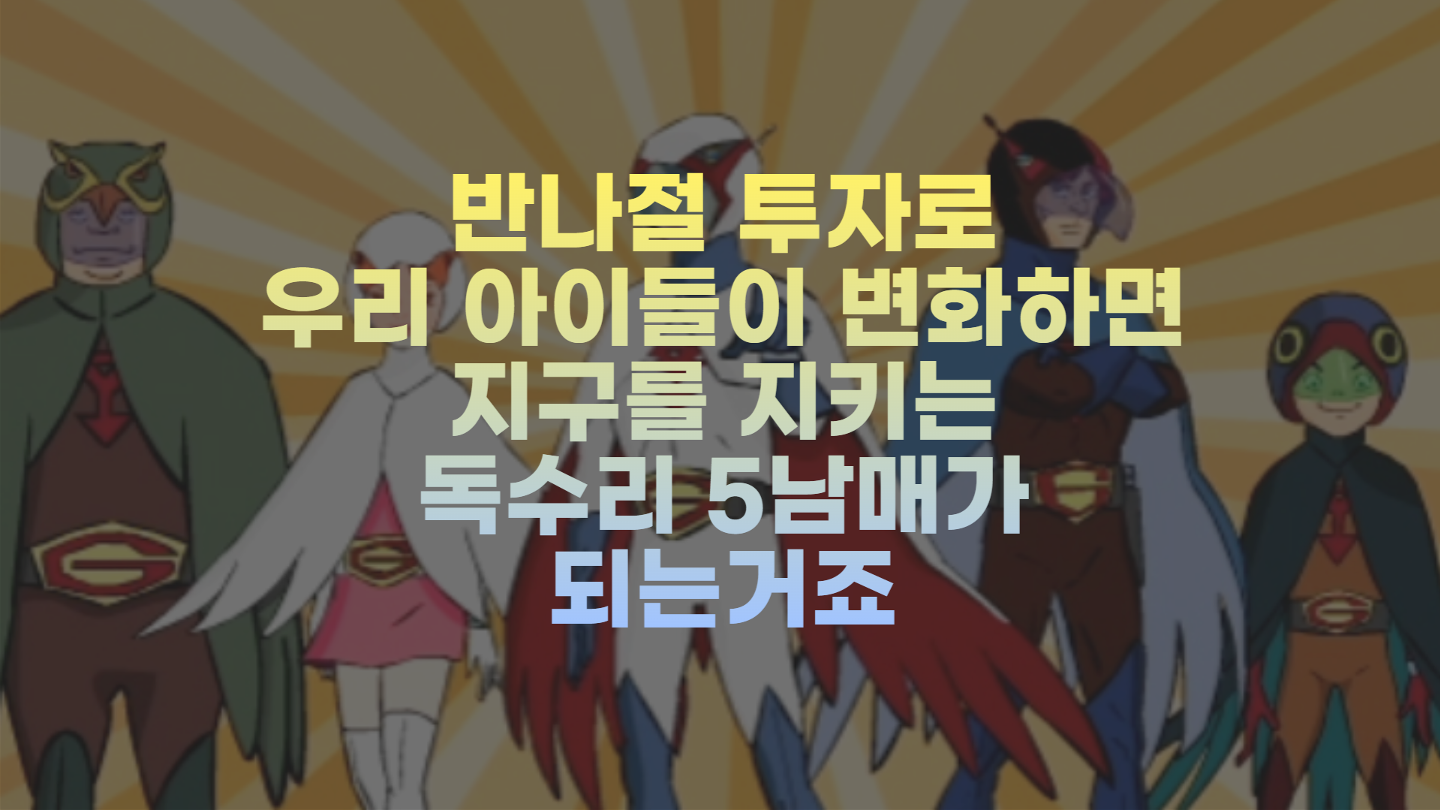 반나절 투자로
우리 아이들이 변화하면
지구를 지키는
독수리 5남매가
되는거죠